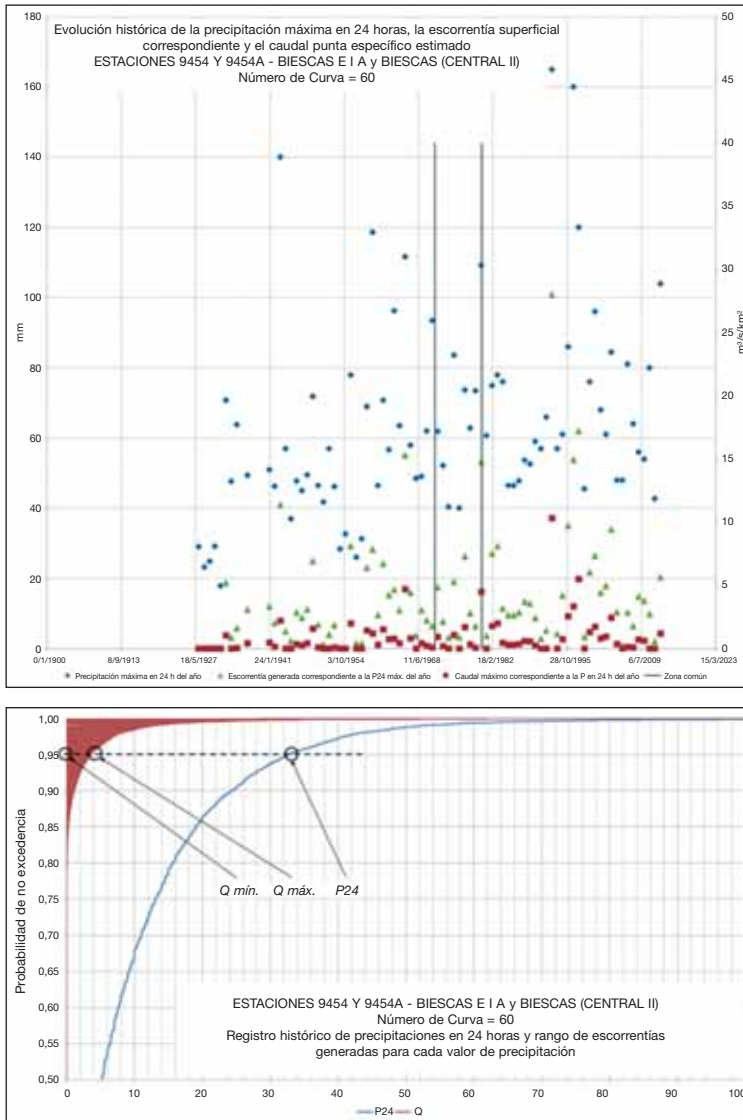 Evolución histórica de la precipitación máxima en 24 horas, la escorrentía superficial
correspondiente y el caudal punta específico estimado
ESTACIONES 9454 Y 9454A - BIESCAS E I A y BIESCAS (CENTRAL II)
Número de Curva = 60
180
160
140
120
100
80
60
40
20
0
mm
50
45
40
35
30
25
20
15
10
5
0
m³/s/km²
0/1/1900
8/9/1913
18/5/1927
24/1/1941
3/10/1954
11/6/1968
18/2/1982
28/10/1995
6/7/2009
15/3/2023
Precipitación máxima en 24 h del año
Escorrentía generada correspondiente a la P24 máx. del año
Caudal máximo correspondiente a la P en 24 h del año
Zona común
1,00
0,95
0,90
0,85
0,80
0,75
0,70
0,65
0,60
0,55
0,50
Probabilidad de no excedencia
Q mín.
Q máx.
P24
ESTACIONES 9454 Y 9454A - BIESCAS E I A y BIESCAS (CENTRAL II)
Número de Curva = 60
Registro histórico de precipitaciones en 24 horas y rango de escorrentías
generadas para cada valor de precipitación
0
10
20
30
40
50
60
70
80
90
100
P24
Q